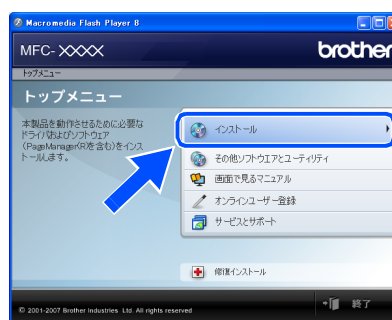 Macromedia Flash Player 8
MFC-XXXX
brother
トップメニュー
トップメニュー
本製品を動作させるために必要な
ドライバおよびソフトウェア
（PageManager(R)を含む）をインス
トールします。
インストール
その他ソフトウェアとユーティリティ
画面で見るマニュアル
オンラインユーザー登録
サービスとサポート
修復インストール
© 2001-2007 Brother Industries Ltd. All rights reserved
終了